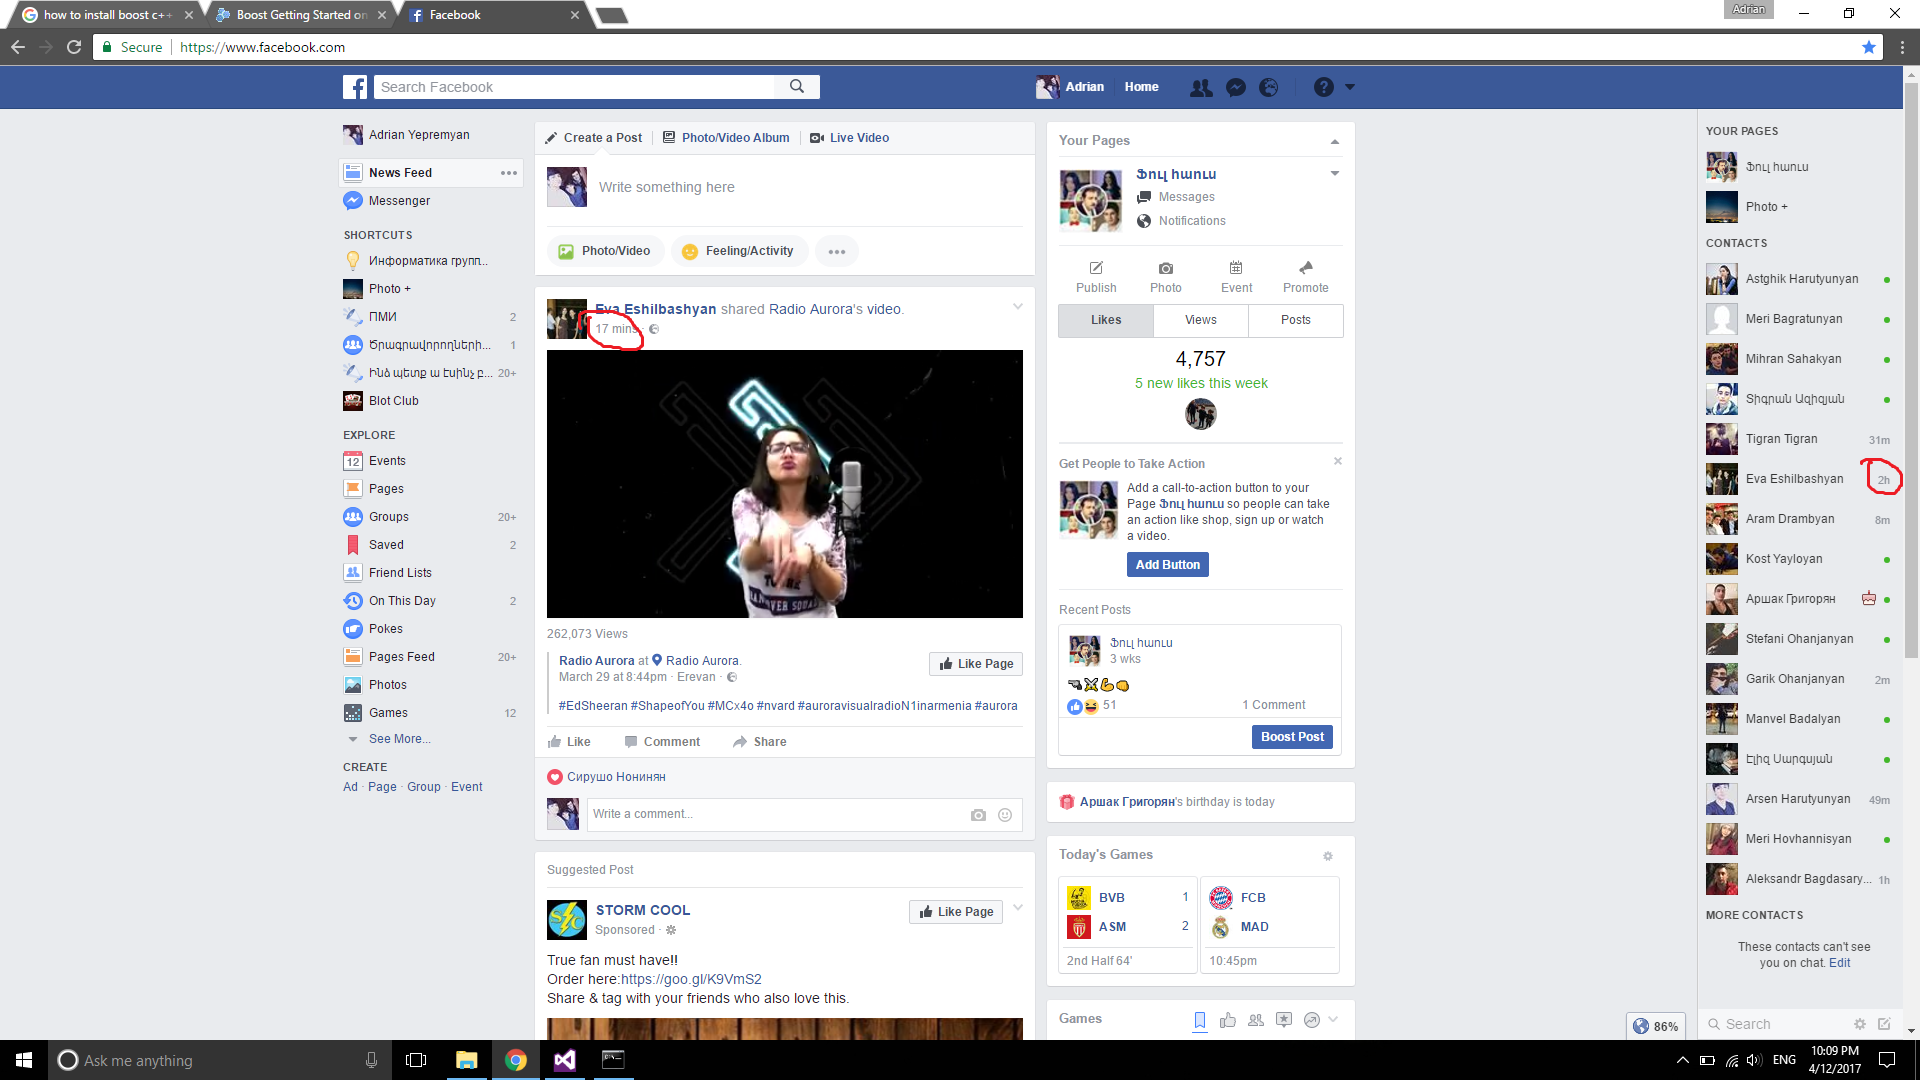 how to install boost c++
Boost Getting Started on
Facebook
Adrian
Secure
https://www.facebook.com
Search Facebook
Adrian
Home
Adrian Yepremyan
News Feed
Messenger
SHORTCUTS
Информатика групп...
Photo +
ПМИ 2
Ծրագրավորողների... 1
Ինձ պետք ա էսինչ բ... 20+
Blot Club
EXPLORE
12 Events
Pages
Groups 20+
Saved 2
Friend Lists
On This Day 2
Pokes
Pages Feed 20+
Photos
Games 12
See More...
CREATE
Ad · Page · Group · Event
Create a Post
Photo/Video Album
Live Video
Write something here
Photo/Video
Feeling/Activity
Eva Eshilbashyan shared Radio Aurora's video.
17 mins ·
262,073 Views
Radio Aurora at Radio Aurora.
March 29 at 8:44pm · Erevan ·
Like Page
#EdSheeran #ShapeofYou #MCx4o #nvard #auroravisualradioN1inarmenia #aurora
Like
Comment
Share
Сирушо Нонинян
Write a comment...
Suggested Post
STORM COOL
Sponsored ·
Like Page
True fan must have!!
Order here:https://goo.gl/K9VmS2
Share & tag with your friends who also love this.
Your Pages
Ֆուլ հաուս
Messages
Notifications
Publish
Photo
Event
Promote
Likes
Views
Posts
4,757
5 new likes this week
Get People to Take Action
Add a call-to-action button to your
Page Ֆուլ հաուս so people can take
an action like shop, sign up or watch
a video.
Add Button
Recent Posts
Ֆուլ հաուս
3 wks
51
1 Comment
Boost Post
Аршак Григорян's birthday is today
Today's Games
BVB 1
ASM 2
2nd Half 64'
FCB
MAD
10:45pm
Games
YOUR PAGES
Ֆուլ հաուս
Photo +
CONTACTS
Astghik Harutyunyan
Meri Bagratunyan
Mihran Sahakyan
Տիգրան Ազիզյան
Tigran Tigran 31m
Eva Eshilbashyan 2h
Aram Drambyan 8m
Kost Yayloyan
Аршак Григорян
Stefani Ohanjanyan
Garik Ohanjanyan 2m
Manvel Badalyan
Էլիզ Սարգսյան
Arsen Harutyunyan 49m
Meri Hovhannisyan
Aleksandr Bagdasary... 1h
MORE CONTACTS
These contacts can't see
you on chat. Edit
Search
86%
Ask me anything
ENG
10:09 PM
4/12/2017